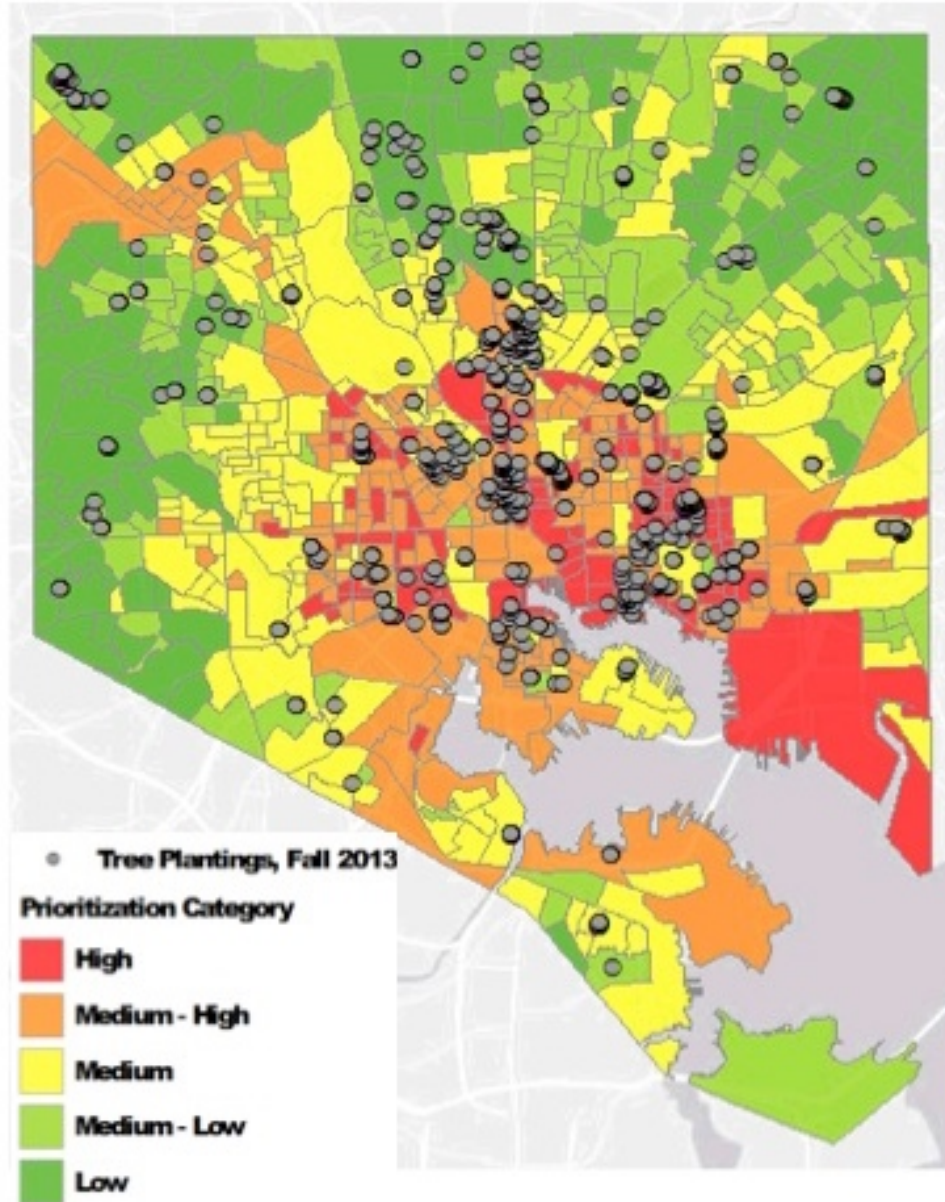 Tree Plantings, Fall 2013
Prioritization Category
High
Medium - High
Medium
Medium - Low
Low